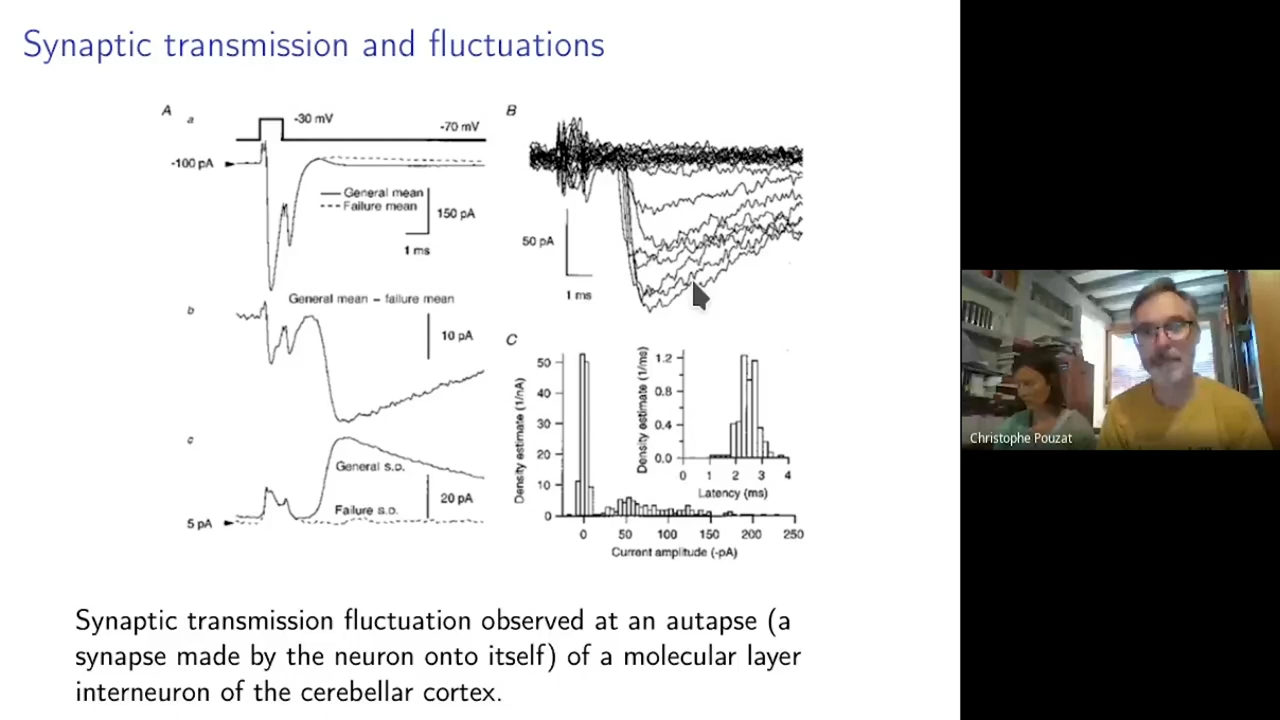 Synaptic transmission and fluctuations
A
a
-30 mV
-70 mV
-100 pA
General mean
Failure mean
150 pA
1 ms
b
General mean – failure mean
10 pA
c
General s.D.
20 pA
Failure s.D.
5 pA
B
50 pA
1 ms
C
Density estimate (1/nA)
50
40
30
20
10
0
0 50 100 150 200 250
Current amplitude (-pA)
Density estimate (1/ms)
1.2
0.8
0.4
0.0
0 1 2 3 4
Latency (ms)
Synaptic transmission fluctuation observed at an autapse (a
synapse made by the neuron onto itself) of a molecular layer
interneuron of the cerebellar cortex.
Christophe Pouzat